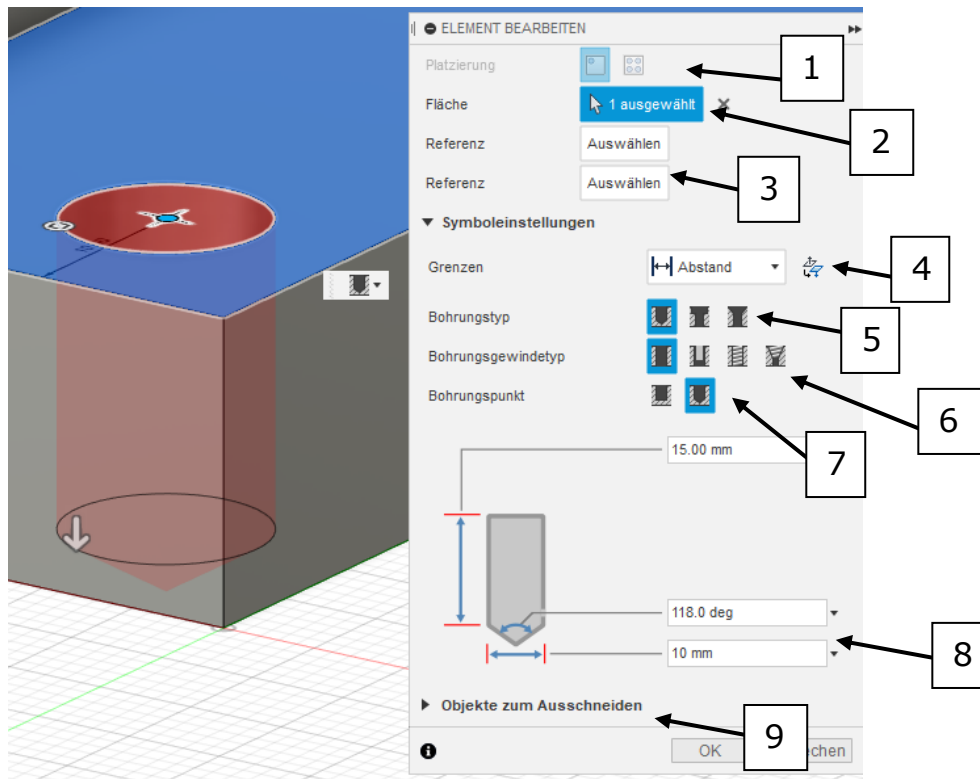 ELEMENT BEARBEITEN
Platzierung
1
Fläche
1 ausgewählt
2
Referenz
Auswählen
Referenz
Auswählen
3
Symboleinstellungen
Grenzen
Abstand
4
Bohrungstyp
5
Bohrungsgewindetyp
6
Bohrungspunkt
7
15.00 mm
118.0 deg
10 mm
8
Objekte zum Ausschneiden
9
OK